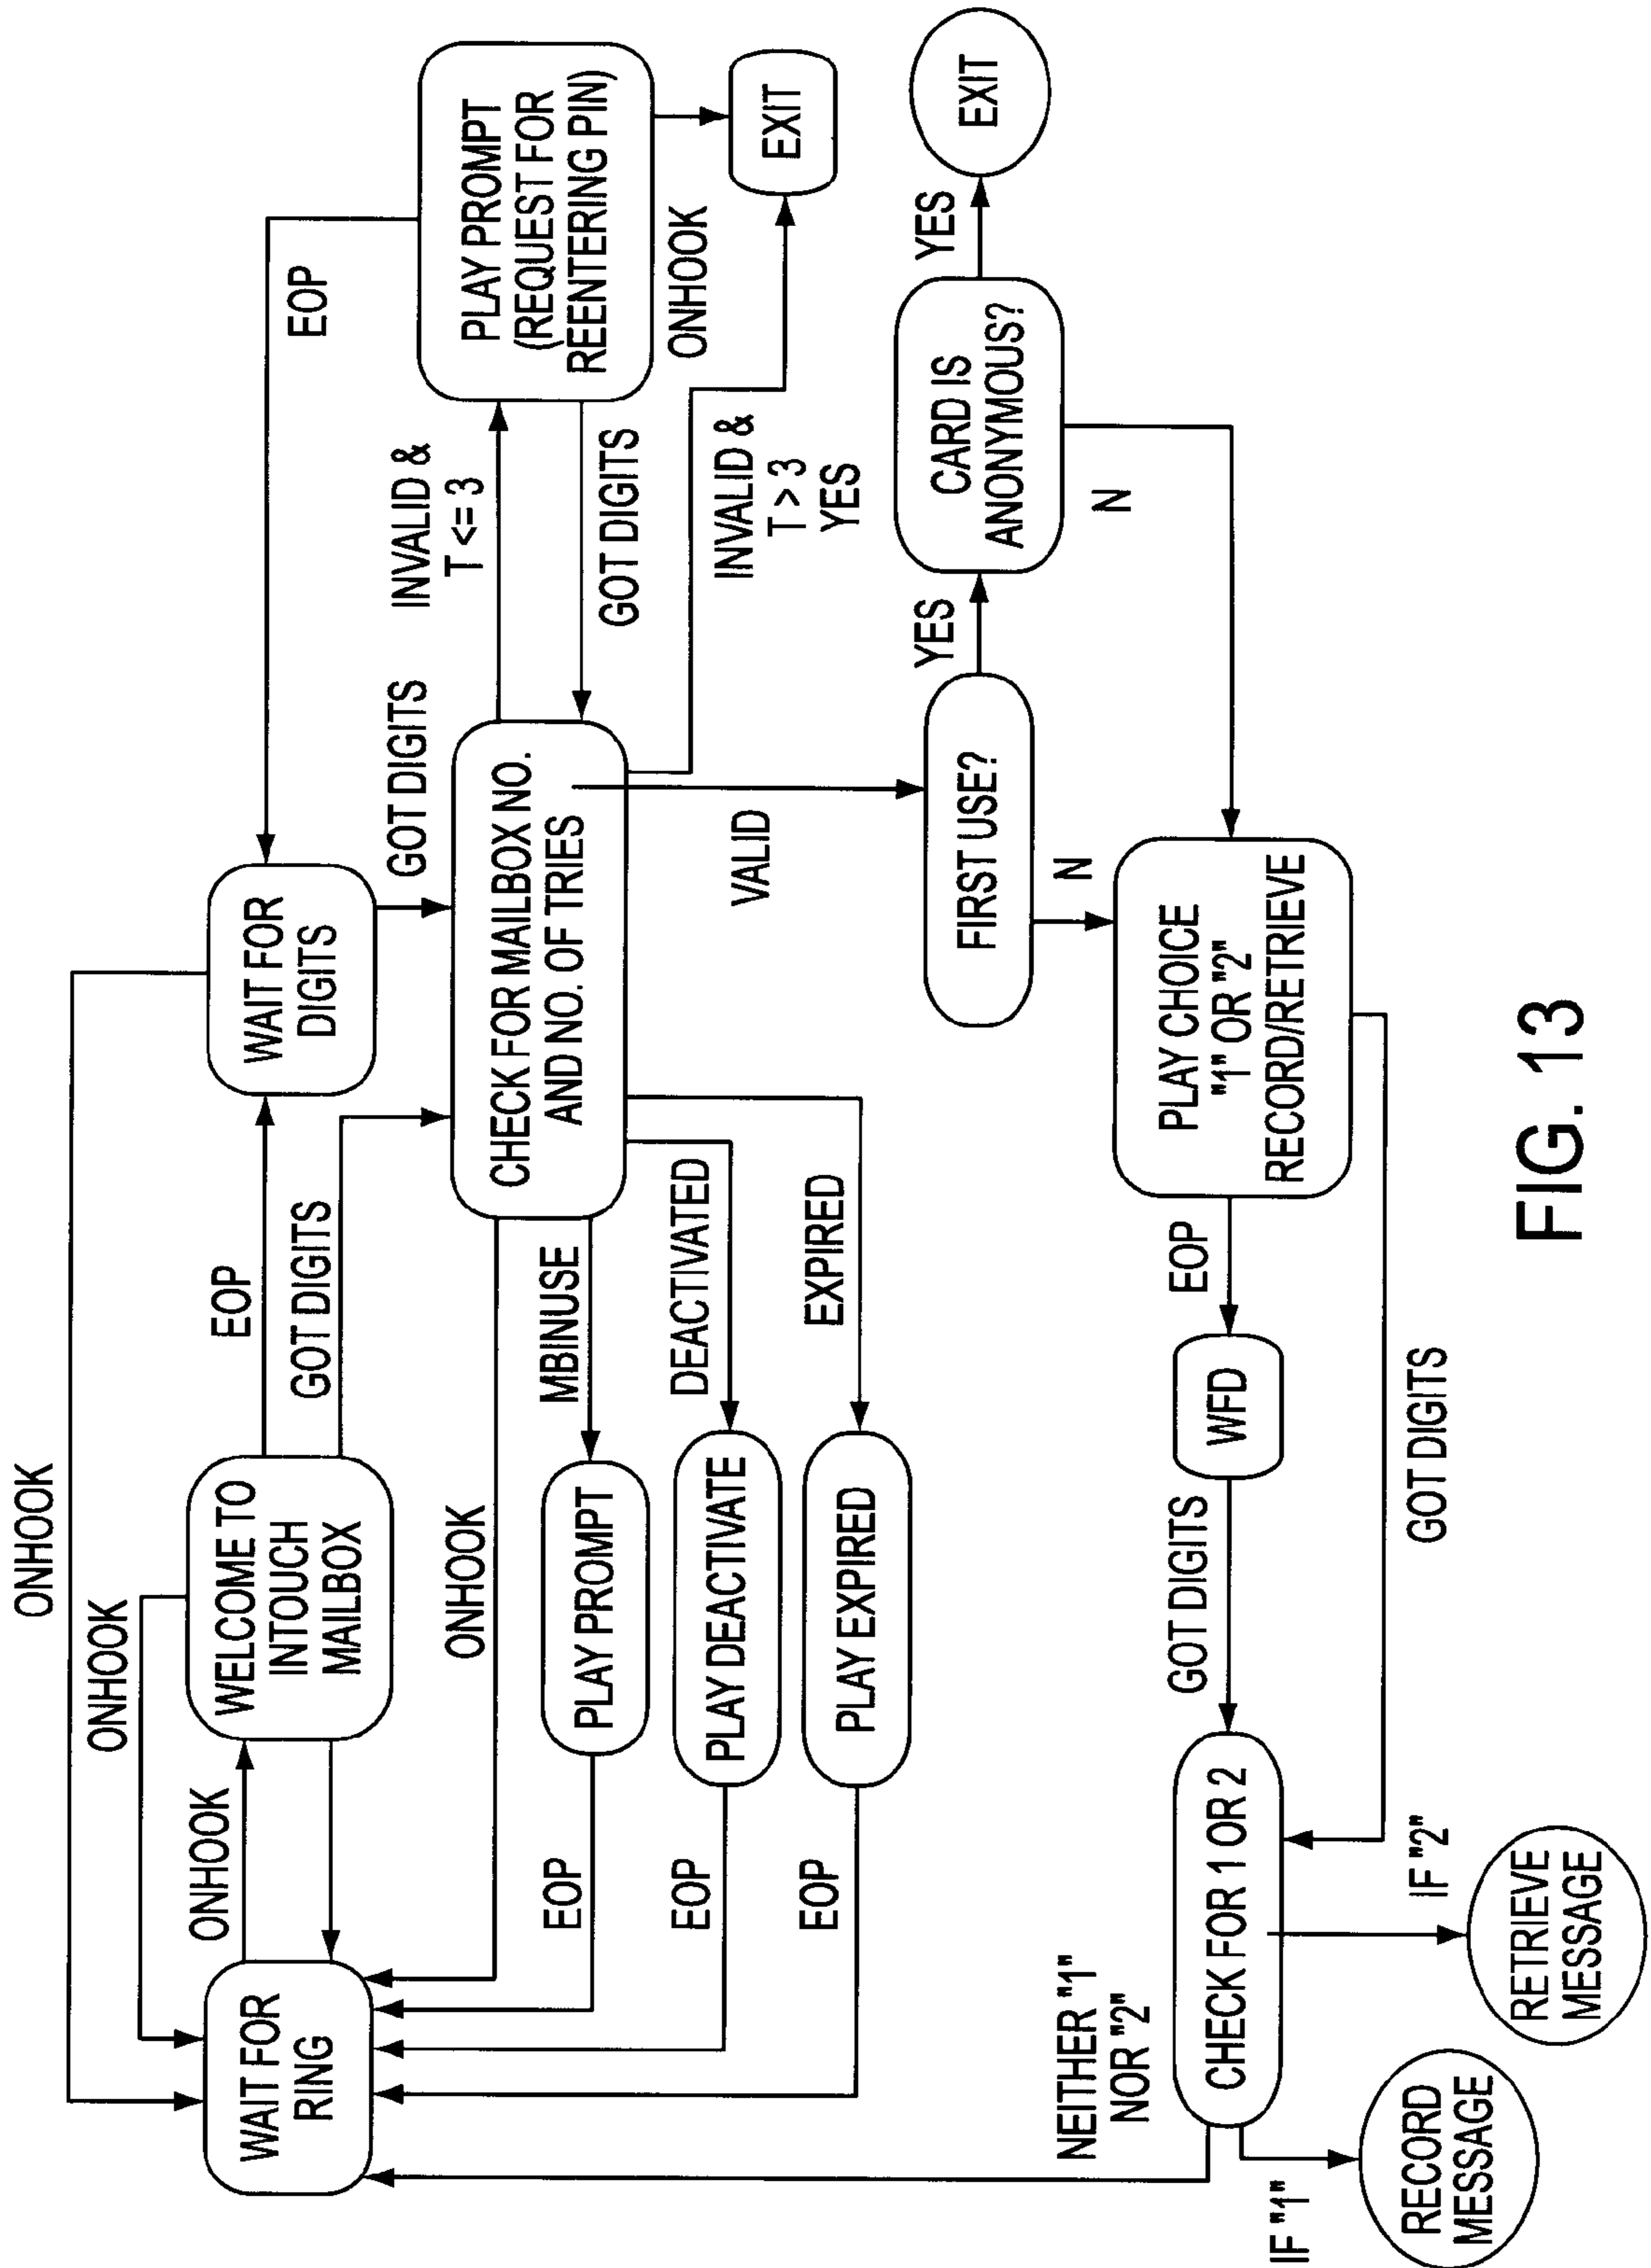 ONHOOK
ONHOOK
WAIT FOR
RING
ONHOOK
WELCOME TO
INTOUCH
MAILBOX
EOP
GOT DIGITS
WAIT FOR
DIGITS
EOP
GOT DIGITS
PLAY PROMPT
(REQUEST FOR
REENTERING PIN)
INVALID &
T <= 3
GOT DIGITS
ONHOOK
EXIT
INVALID &
T > 3
YES
CHECK FOR MAILBOX NO.
AND NO. OF TRIES
ONHOOK
MBINUSE
PLAY PROMPT
EOP
DEACTIVATED
PLAY DEACTIVATE
EOP
EXPIRED
PLAY EXPIRED
EOP
VALID
FIRST USE?
YES
CARD IS
ANONYMOUS?
YES
EXIT
N
N
PLAY CHOICE
"1" OR "2"
RECORD/RETRIEVE
EOP
WFD
GOT DIGITS
GOT DIGITS
CHECK FOR 1 OR 2
NEITHER "1"
NOR "2"
IF "1"
RECORD
MESSAGE
IF "2"
RETRIEVE
MESSAGE
FIG. 13